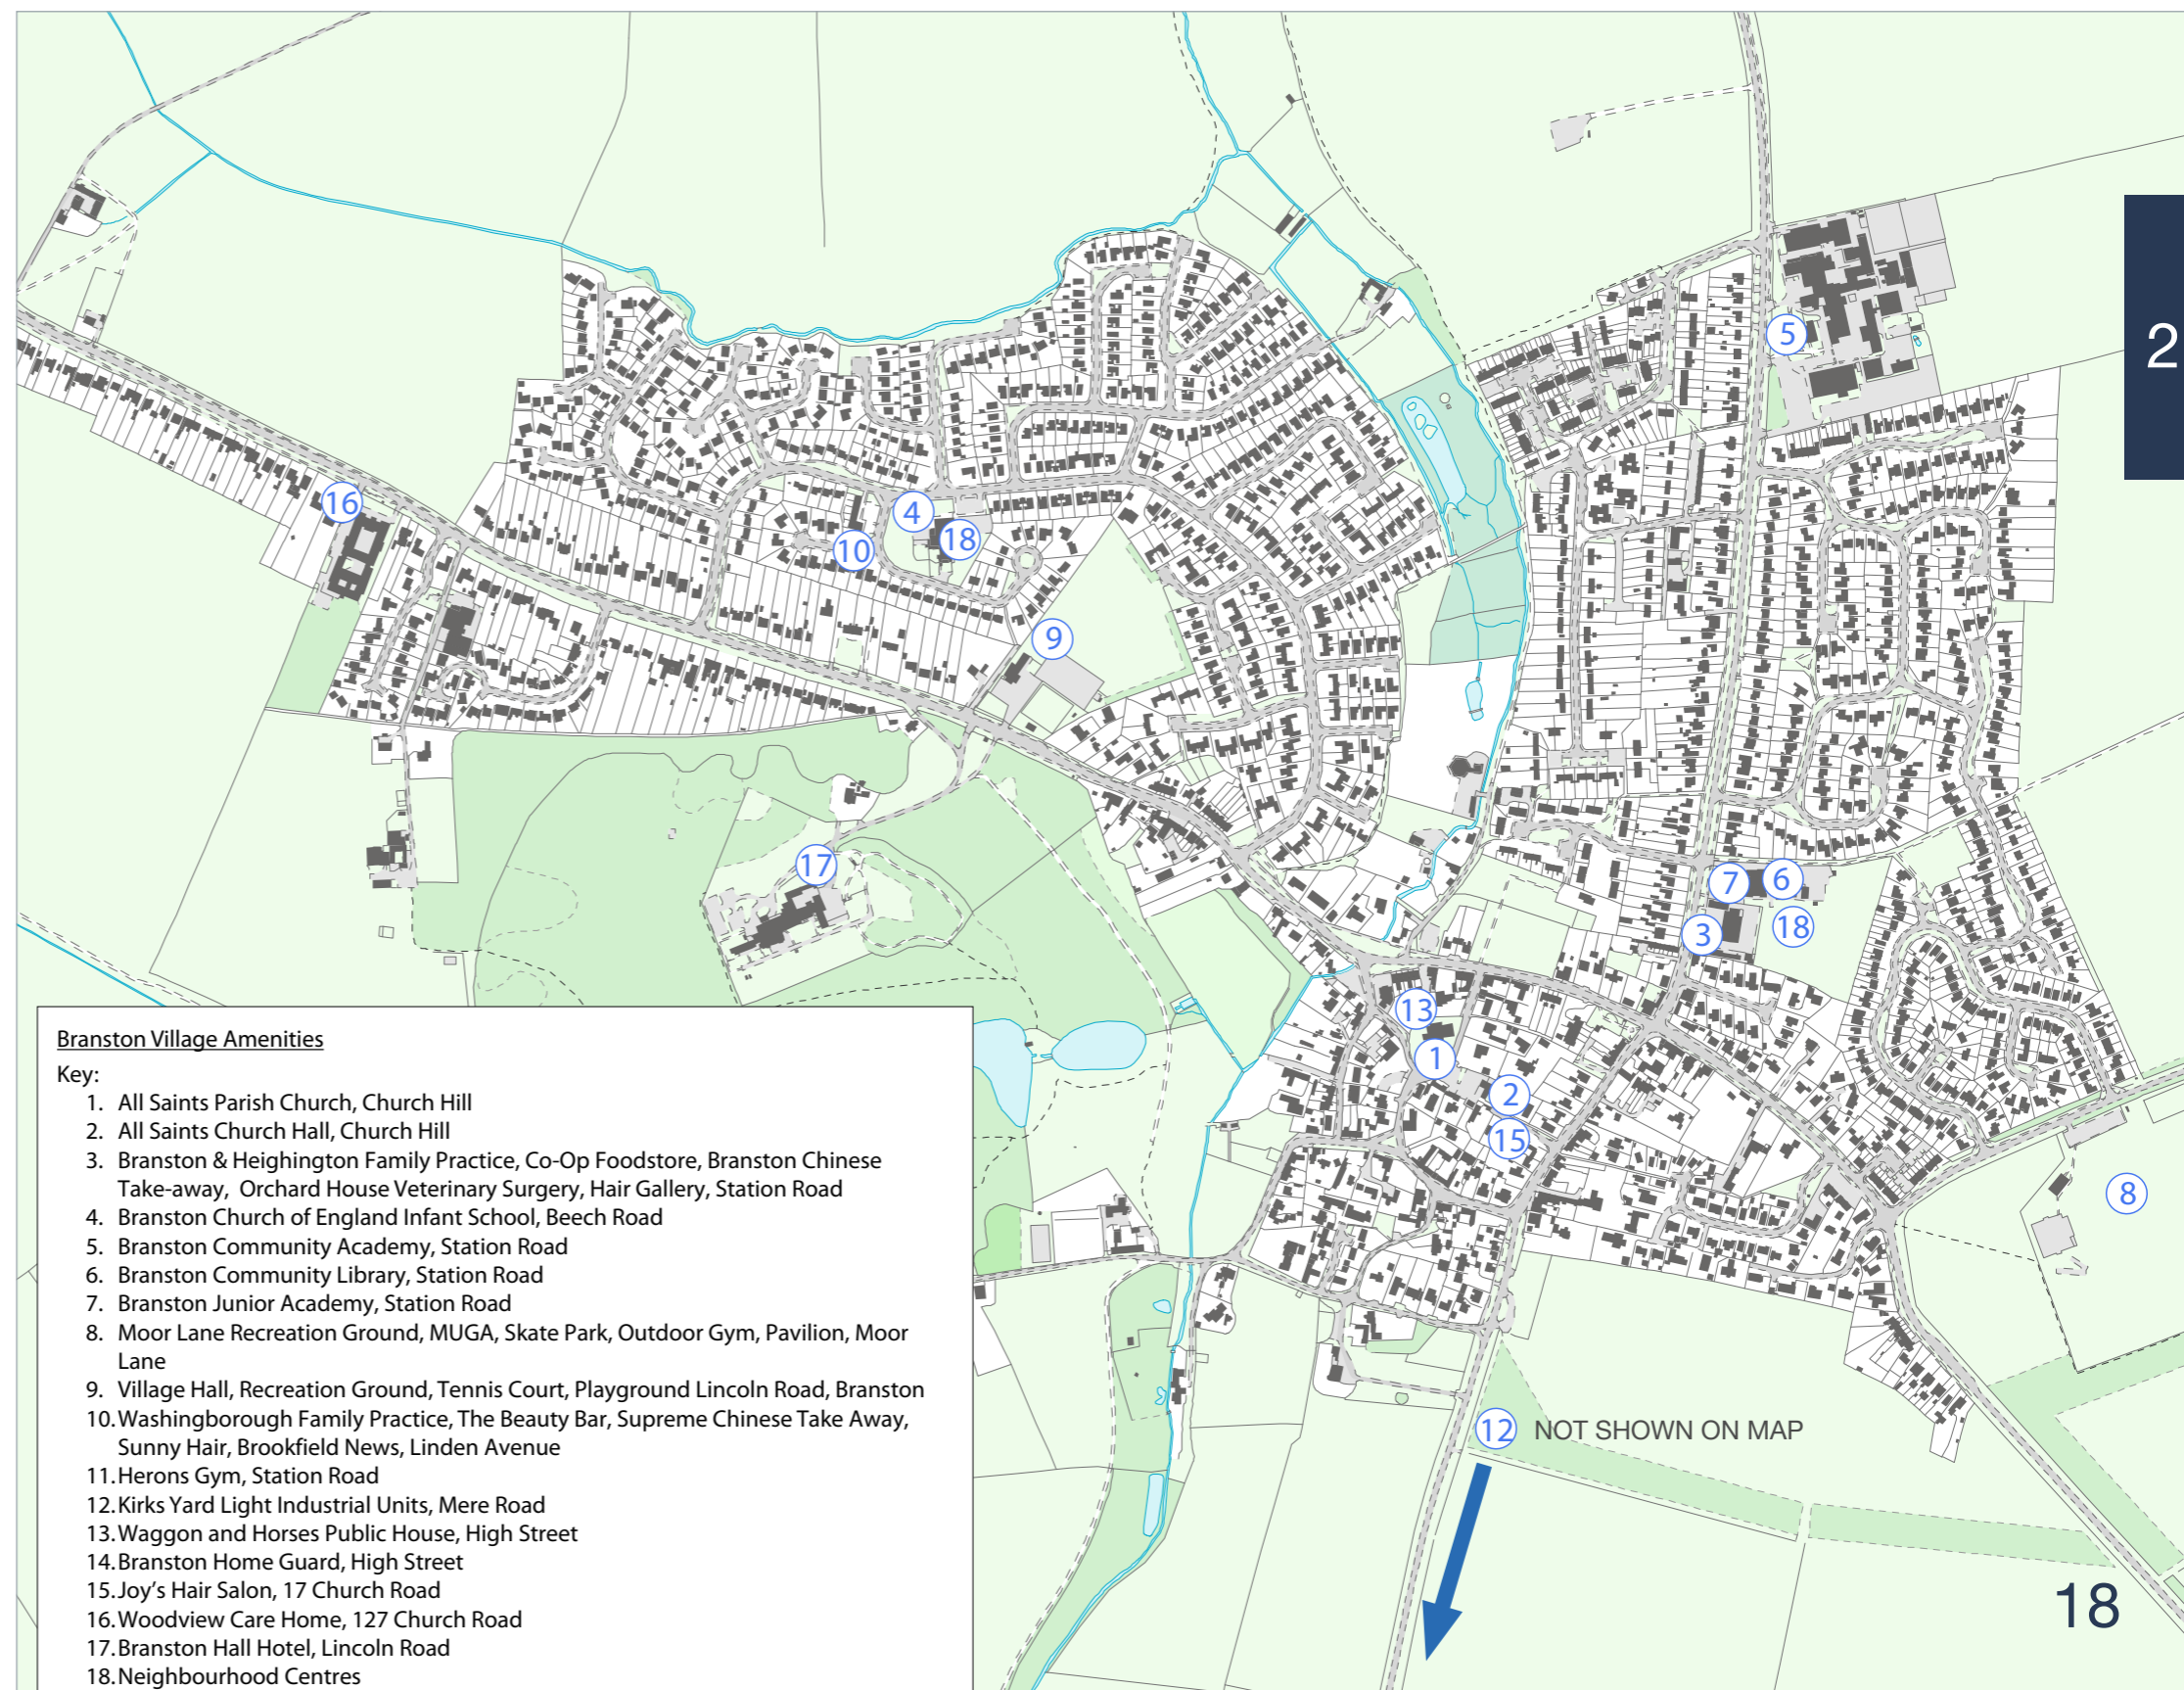 2
5
16
4
18
10
9
17
7
6
3
18
13
1
2
15
8
12 NOT SHOWN ON MAP
Branston Village Amenities
Key:
1. All Saints Parish Church, Church Hill
2. All Saints Church Hall, Church Hill
3. Branston & Heighington Family Practice, Co-Op Foodstore, Branston Chinese
Take-away, Orchard House Veterinary Surgery, Hair Gallery, Station Road
4. Branston Church of England Infant School, Beech Road
5. Branston Community Academy, Station Road
6. Branston Community Library, Station Road
7. Branston Junior Academy, Station Road
8. Moor Lane Recreation Ground, MUGA, Skate Park, Outdoor Gym, Pavilion, Moor
Lane
9. Village Hall, Recreation Ground, Tennis Court, Playground Lincoln Road, Branston
10. Washingborough Family Practice, The Beauty Bar, Supreme Chinese Take Away,
Sunny Hair, Brookfield News, Linden Avenue
11. Herons Gym, Station Road
12. Kirks Yard Light Industrial Units, Mere Road
13. Waggon and Horses Public House, High Street
14. Branston Home Guard, High Street
15. Joy's Hair Salon, 17 Church Road
16. Woodview Care Home, 127 Church Road
17. Branston Hall Hotel, Lincoln Road
18. Neighbourhood Centres
18